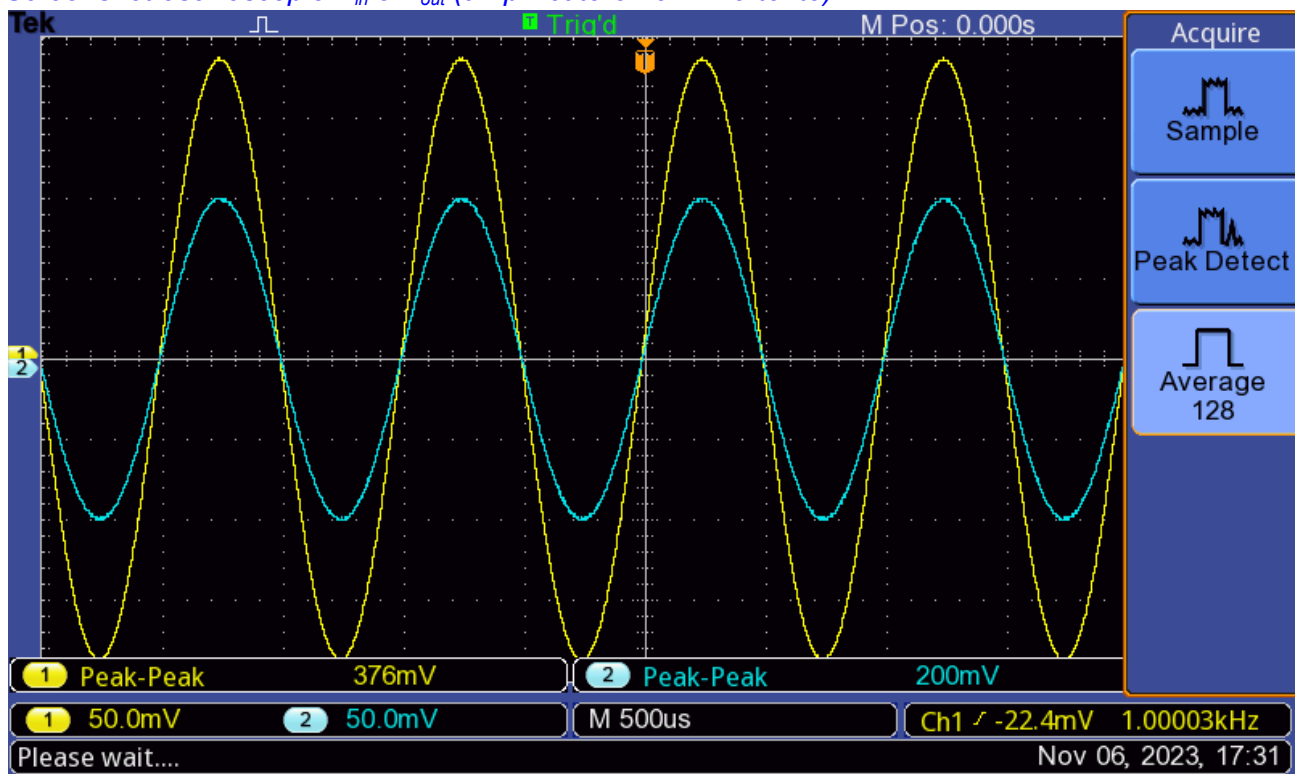 Tek T Trig'd M Pos: 0.000s
Acquire
Sample
Peak Detect
Average
128
1
2
1 Peak-Peak 376mV 2 Peak-Peak 200mV
1 50.0mV 2 50.0mV M 500us Ch1 -22.4mV 1.00003kHz
Please wait.... Nov 06, 2023, 17:31